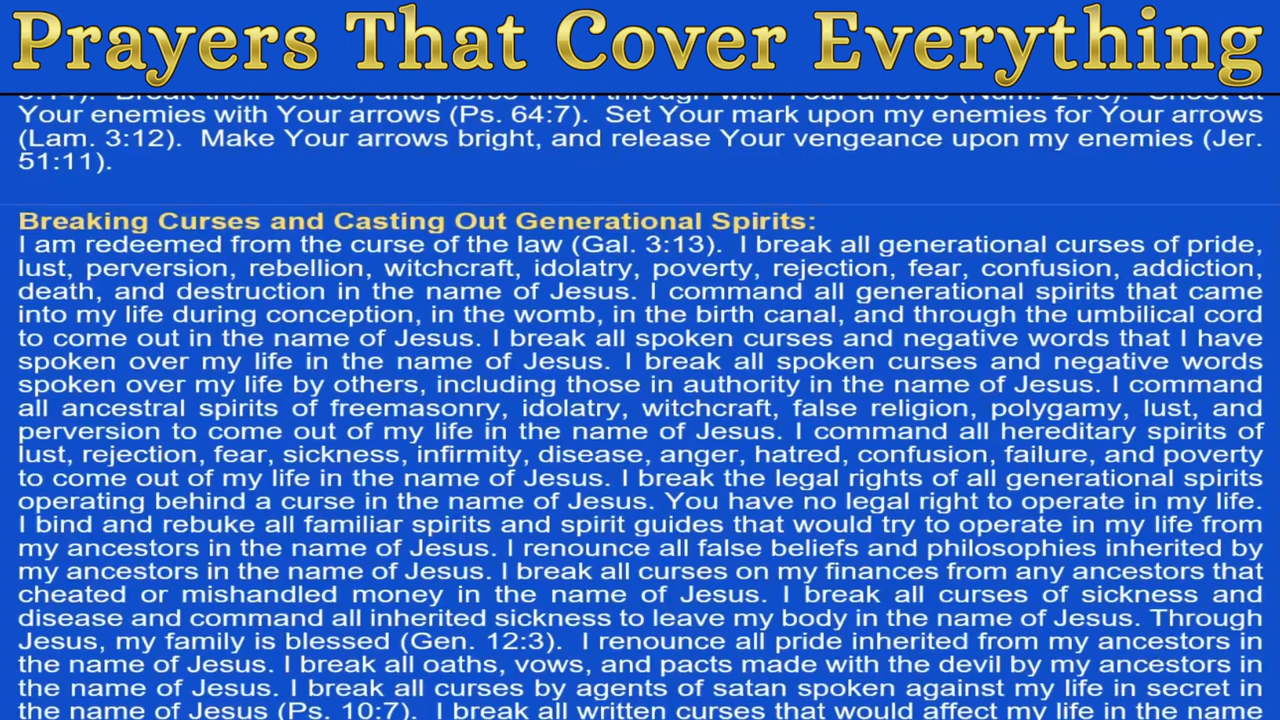 Prayers That Cover Everything
Your enemies with Your arrows (Ps. 64:7).  Set Your mark upon my enemies for Your arrows
(Lam. 3:12).  Make Your arrows bright, and release Your vengeance upon my enemies (Jer.
51:11).
Breaking Curses and Casting Out Generational Spirits:
I am redeemed from the curse of the law (Gal. 3:13).  I break all generational curses of pride,
lust, perversion, rebellion, witchcraft, idolatry, poverty, rejection, fear, confusion, addiction,
death, and destruction in the name of Jesus. I command all generational spirits that came
into my life during conception, in the womb, in the birth canal, and through the umbilical cord
to come out in the name of Jesus. I break all spoken curses and negative words that I have
spoken over my life in the name of Jesus. I break all spoken curses and negative words
spoken over my life by others, including those in authority in the name of Jesus. I command
all ancestral spirits of freemasonry, idolatry, witchcraft, false religion, polygamy, lust, and
perversion to come out of my life in the name of Jesus. I command all hereditary spirits of
lust, rejection, fear, sickness, infirmity, disease, anger, hatred, confusion, failure, and poverty
to come out of my life in the name of Jesus. I break the legal rights of all generational spirits
operating behind a curse in the name of Jesus. You have no legal right to operate in my life.
I bind and rebuke all familiar spirits and spirit guides that would try to operate in my life from
my ancestors in the name of Jesus. I renounce all false beliefs and philosophies inherited by
my ancestors in the name of Jesus. I break all curses on my finances from any ancestors that
cheated or mishandled money in the name of Jesus. I break all curses of sickness and
disease and command all inherited sickness to leave my body in the name of Jesus. Through
Jesus, my family is blessed (Gen. 12:3).  I renounce all pride inherited from my ancestors in
the name of Jesus. I break all oaths, vows, and pacts made with the devil by my ancestors in
the name of Jesus. I break all curses by agents of satan spoken against my life in secret in
the name of Jesus (Ps. 10:7).  I break all written curses that would affect my life in the name